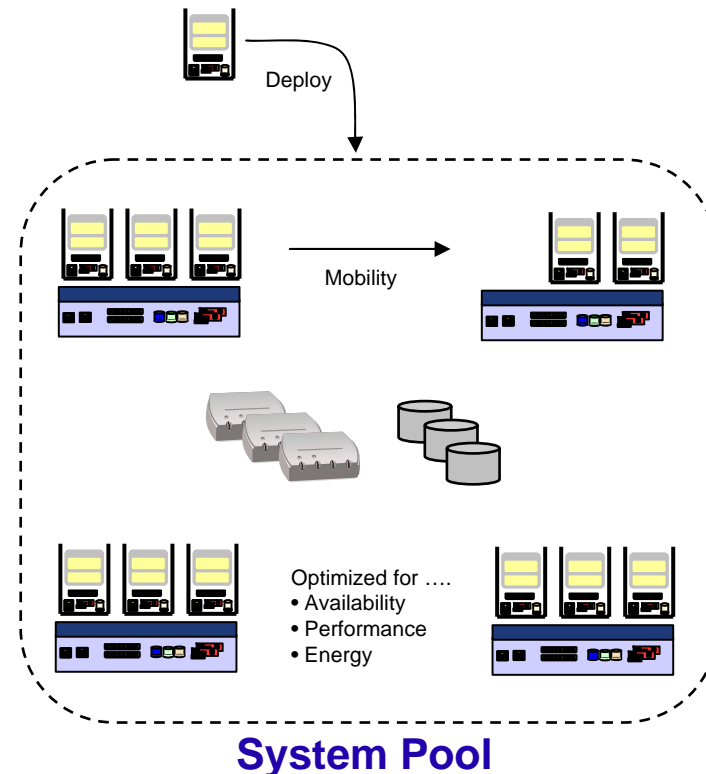 Deploy
Mobility
Optimized for ….
• Availability
• Performance
• Energy
System Pool